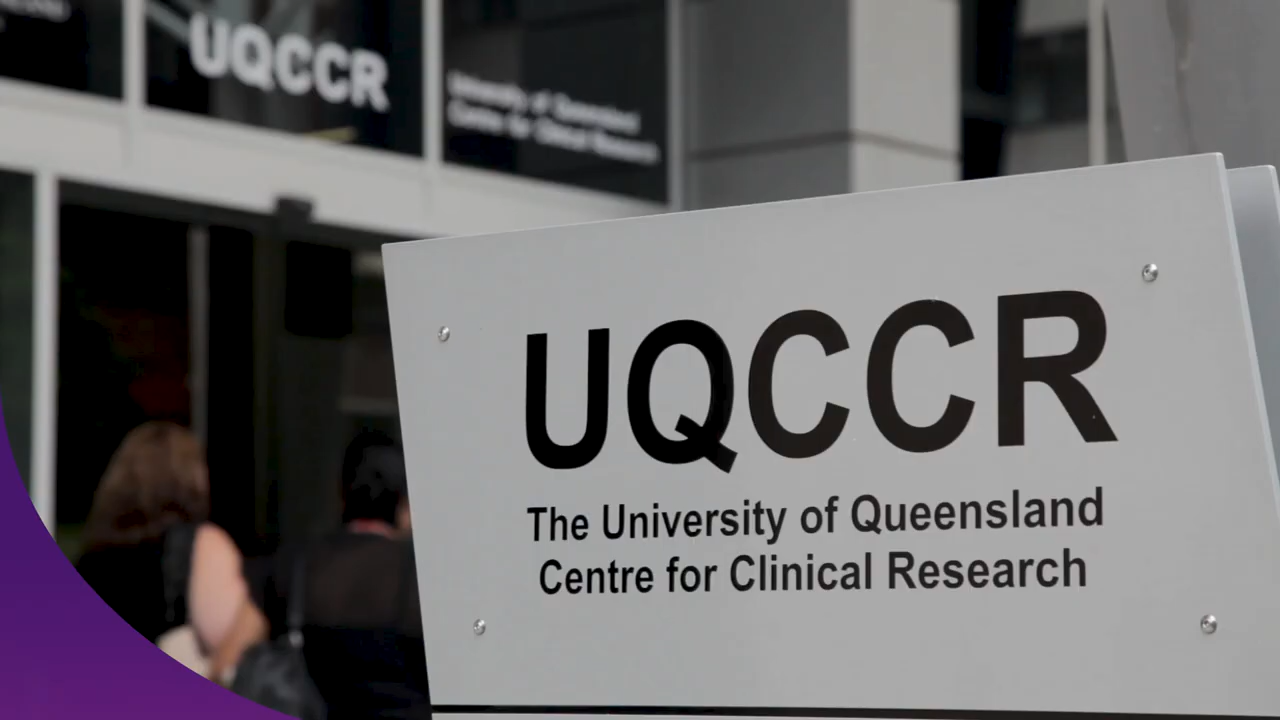 UQCCR
University of Queensland
Centre for Clinical Research
UQCCR
The University of Queensland
Centre for Clinical Research